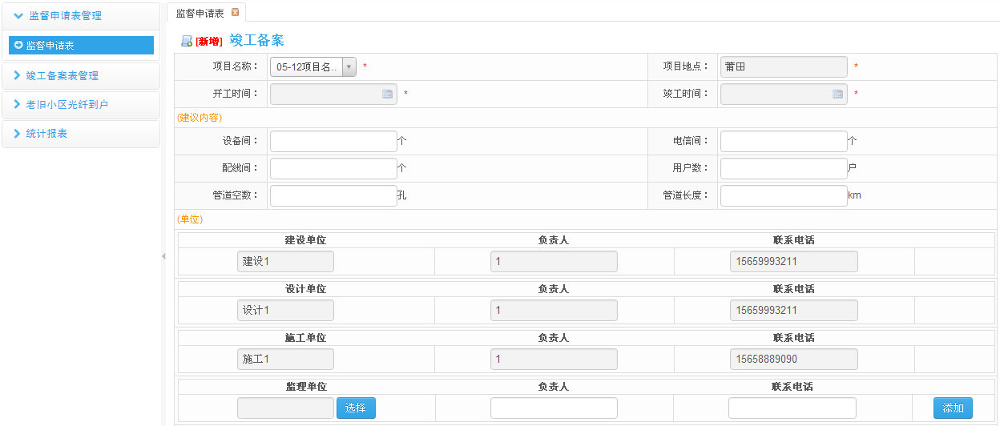 监督申请表管理
监督申请表
竣工备案表管理
老旧小区光纤到户
统计报表
监督申请表
[新增] 竣工备案
项目名称： 05-12项目名.. * 项目地点： 莆田 *
开工时间： * 竣工时间： *
(建议内容)
设备间： 个 电信间： 个
配线间： 个 用户数： 户
管道空数： 孔 管道长度： km
(单位)
建设单位 负责人 联系电话
建设1 1 15659993211
设计单位 负责人 联系电话
设计1 1 15659993211
施工单位 负责人 联系电话
施工1 1 15658889090
监理单位 负责人 联系电话
选择 添加